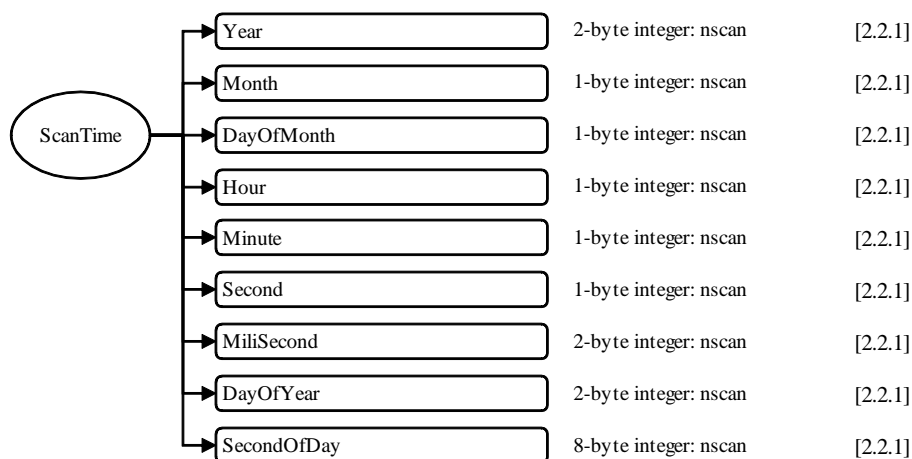 Year 2-byte integer: nscan [2.2.1]
Month 1-byte integer: nscan [2.2.1]
ScanTime DayOfMonth 1-byte integer: nscan [2.2.1]
Hour 1-byte integer: nscan [2.2.1]
Minute 1-byte integer: nscan [2.2.1]
Second 1-byte integer: nscan [2.2.1]
MiliSecond 2-byte integer: nscan [2.2.1]
DayOfYear 2-byte integer: nscan [2.2.1]
SecondOfDay 8-byte integer: nscan [2.2.1]